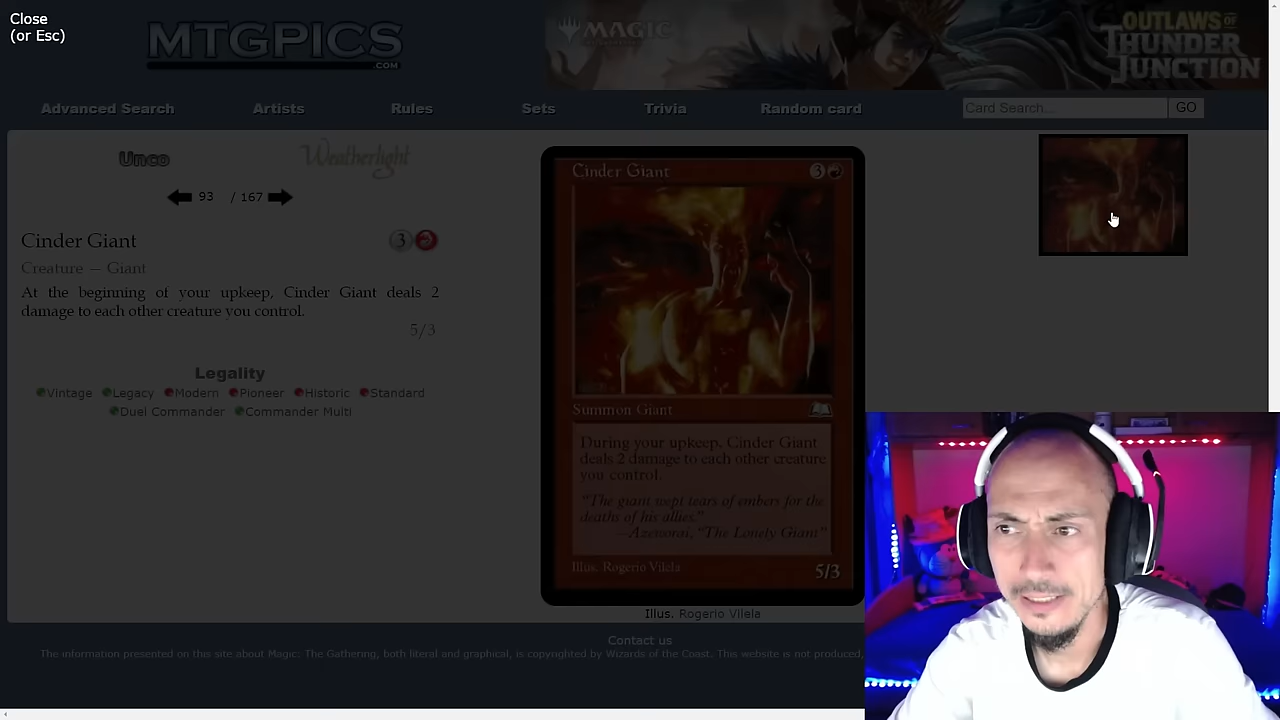 Close
(or Esc)
MTGPICS
.COM
MAGIC
OUTLAWS OF
THUNDER
JUNCTION
Advanced Search
Artists
Rules
Sets
Trivia
Random card
Card Search...
GO
Unco
Weatherlight
93 / 167
Cinder Giant
3
Creature – Giant
At the beginning of your upkeep, Cinder Giant deals 2
damage to each other creature you control.
5/3
Legality
Vintage Legacy Modern Pioneer Historic Standard
Duel Commander Commander Multi
Cinder Giant
3
Summon Giant
During your upkeep, Cinder Giant
deals 2 damage to each other creature
you control.
"The giant wept tears of embers for the
deaths of his allies."
—Azeworai, "The Lonely Giant"
Illus. Rogerio Vilela
5/3
Illus. Rogerio Vilela
Contact us
The information presented on this site about Magic: The Gathering, both literal and graphical, is copyrighted by Wizards of the Coast. This website is not produced,